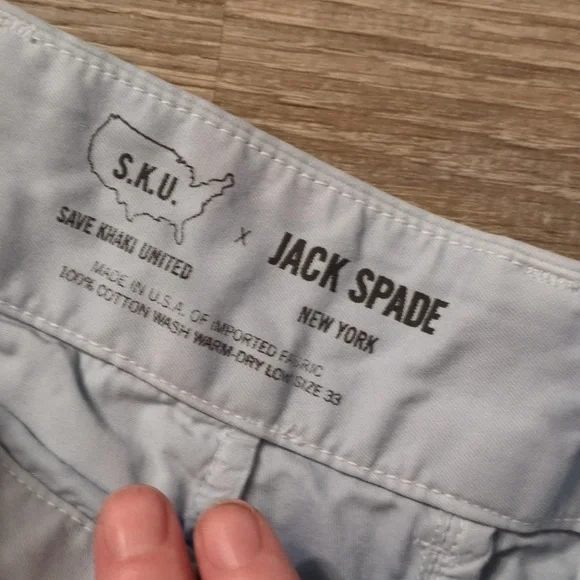 S.K.U.
SAVE KHAKI UNITED
X
JACK SPADE
NEW YORK
MADE IN U.S.A. OF IMPORTED FABRIC
100% COTTON WASH WARM-DRY LOW SIZE 33